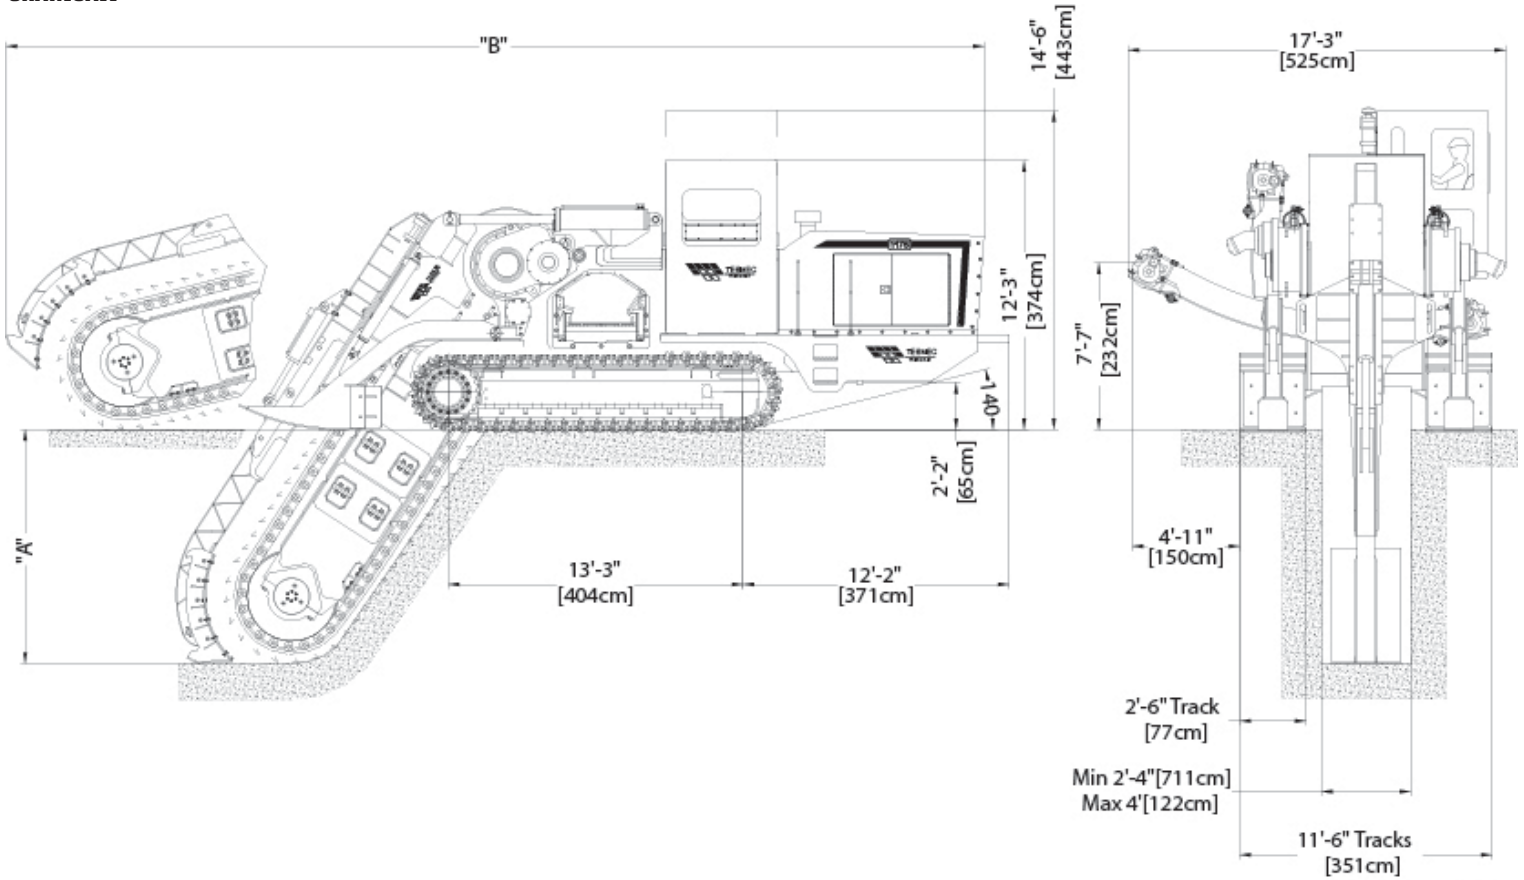 "B"
14'-6"
[443cm]
17'-3"
[525cm]
12'-3"
[374cm]
7'-7"
[232cm]
14°
2'-2"
[65cm]
"A"
13'-3"
[404cm]
12'-2"
[371cm]
4'-11"
[150cm]
2'-6" Track
[77cm]
Min 2'-4"[711cm]
Max 4'[122cm]
11'-6" Tracks
[351cm]